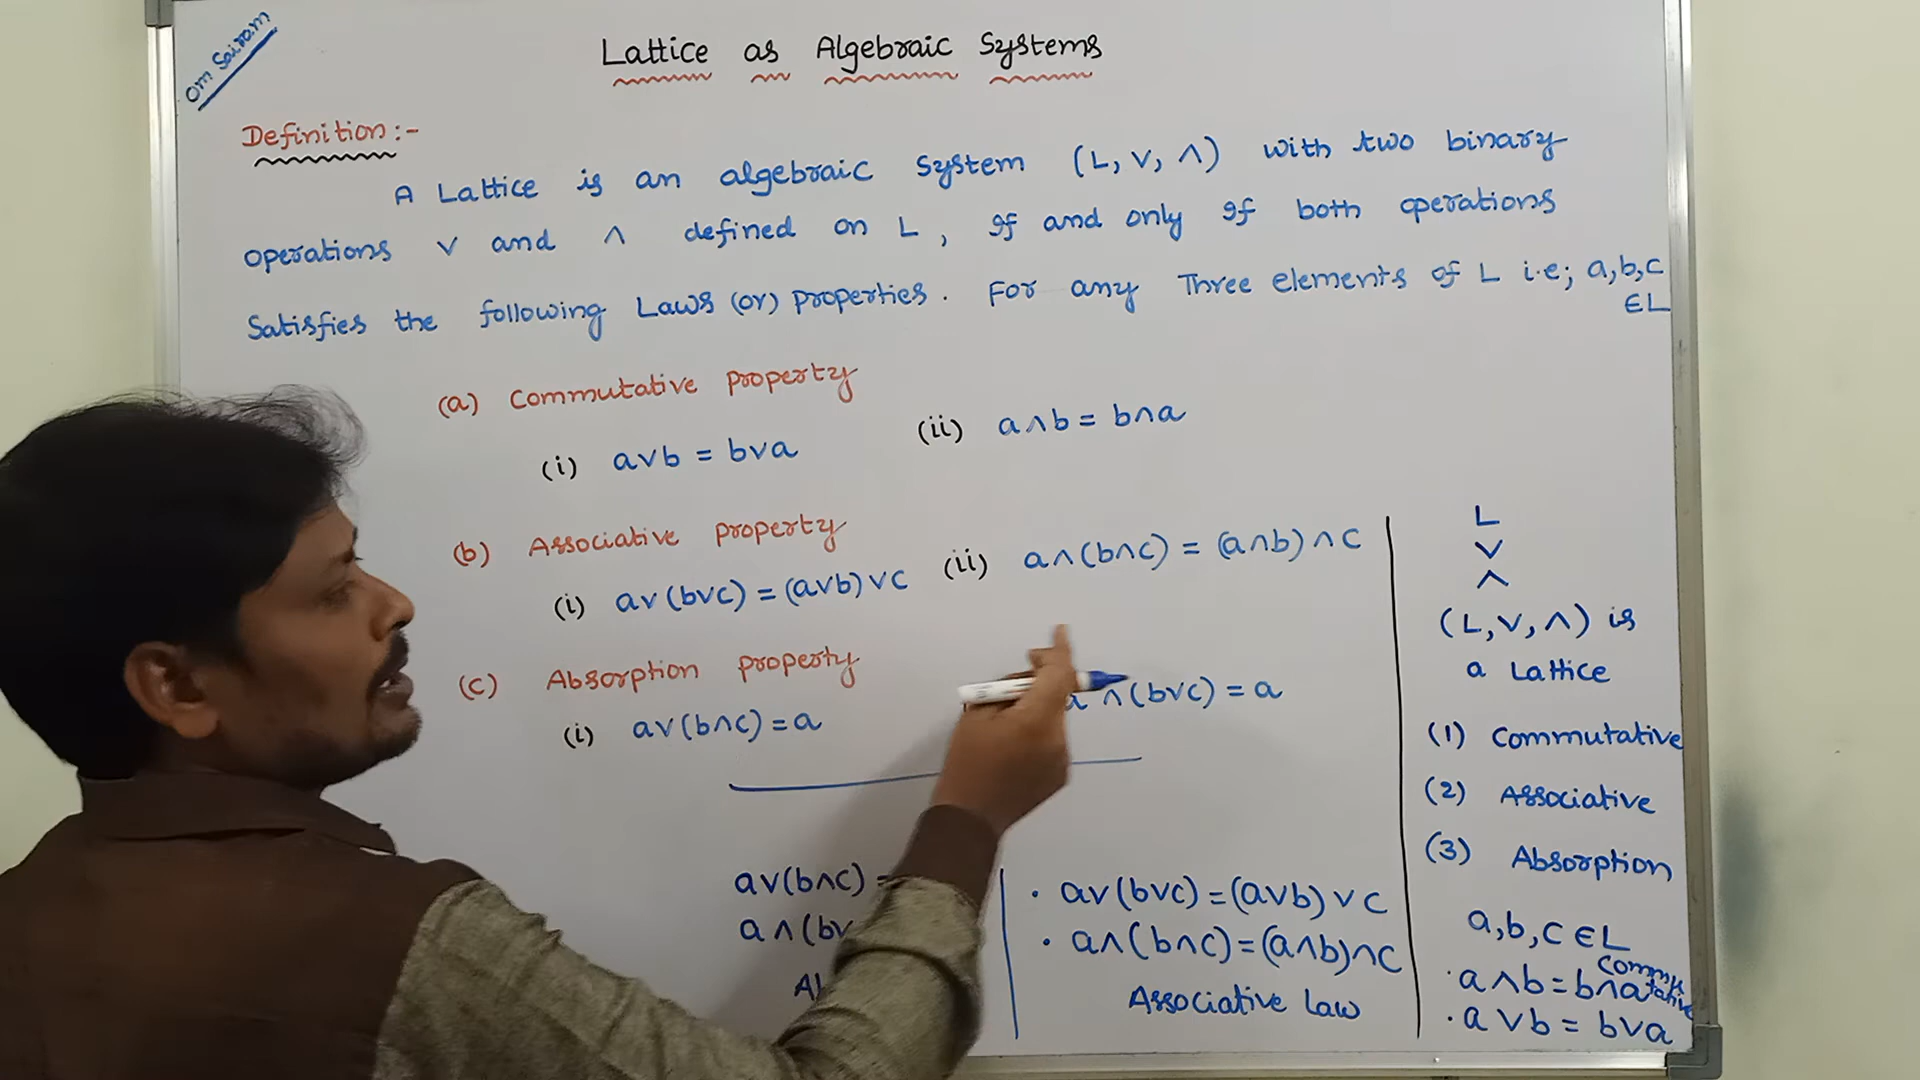 Om Sairam
Lattice as Algebraic Systems
Definition:-
A Lattice is an algebraic system (L, ∨, ∧) with two binary
operations ∨ and ∧ defined on L, If and only If both operations
Satisfies the following Laws (or) properties. For any Three elements of L i.e; a,b,c
∈L
(a) Commutative property
(i) a∨b = b∨a (ii) a∧b = b∧a
(b) Associative property
(i) a∨(b∨c) = (a∨b)∨c (ii) a∧(b∧c) = (a∧b)∧c
(c) Absorption property
(i) a∨(b∧c) = a a∧(b∨c) = a
a∨(b∧c) =
a∧(b∨
• a∨(b∨c) = (a∨b)∨c
• a∧(b∧c) = (a∧b)∧c
Associative law
L
∨
∧
(L, ∨, ∧) is
a Lattice
(1) Commutative
(2) Associative
(3) Absorption
a,b,c ∈L
Commutative
· a∧b = b∧a
· a∨b = b∨a